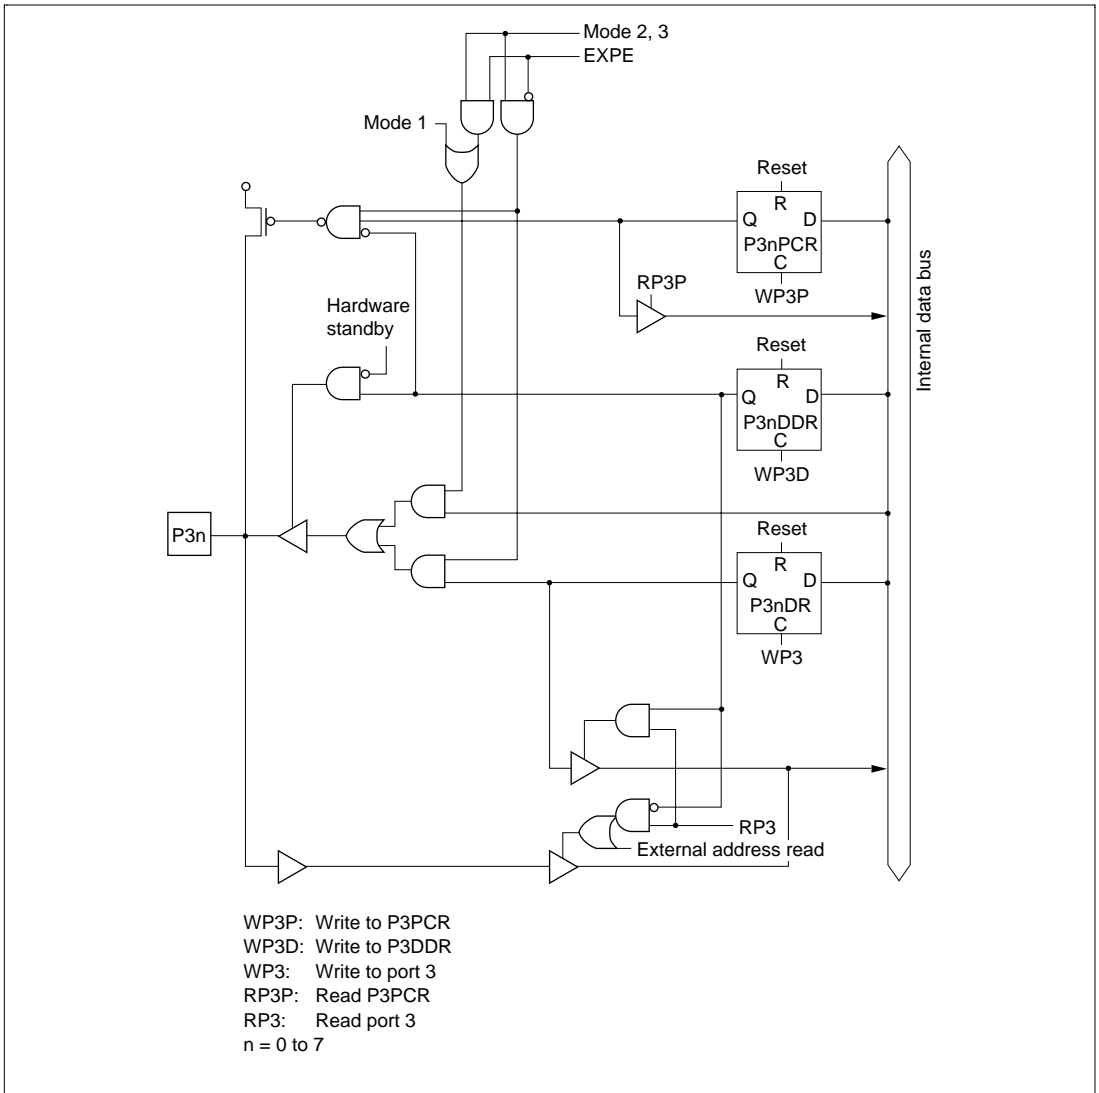 Mode 2, 3
EXPE
Mode 1
Reset
R
Q D
P3nPCR
C
WP3P
RP3P
Hardware
standby
Reset
R
Q D
P3nDDR
C
WP3D
Internal data bus
P3n
Reset
R
Q D
P3nDR
C
WP3
RP3
External address read
WP3P: Write to P3PCR
WP3D: Write to P3DDR
WP3: Write to port 3
RP3P: Read P3PCR
RP3: Read port 3
n = 0 to 7